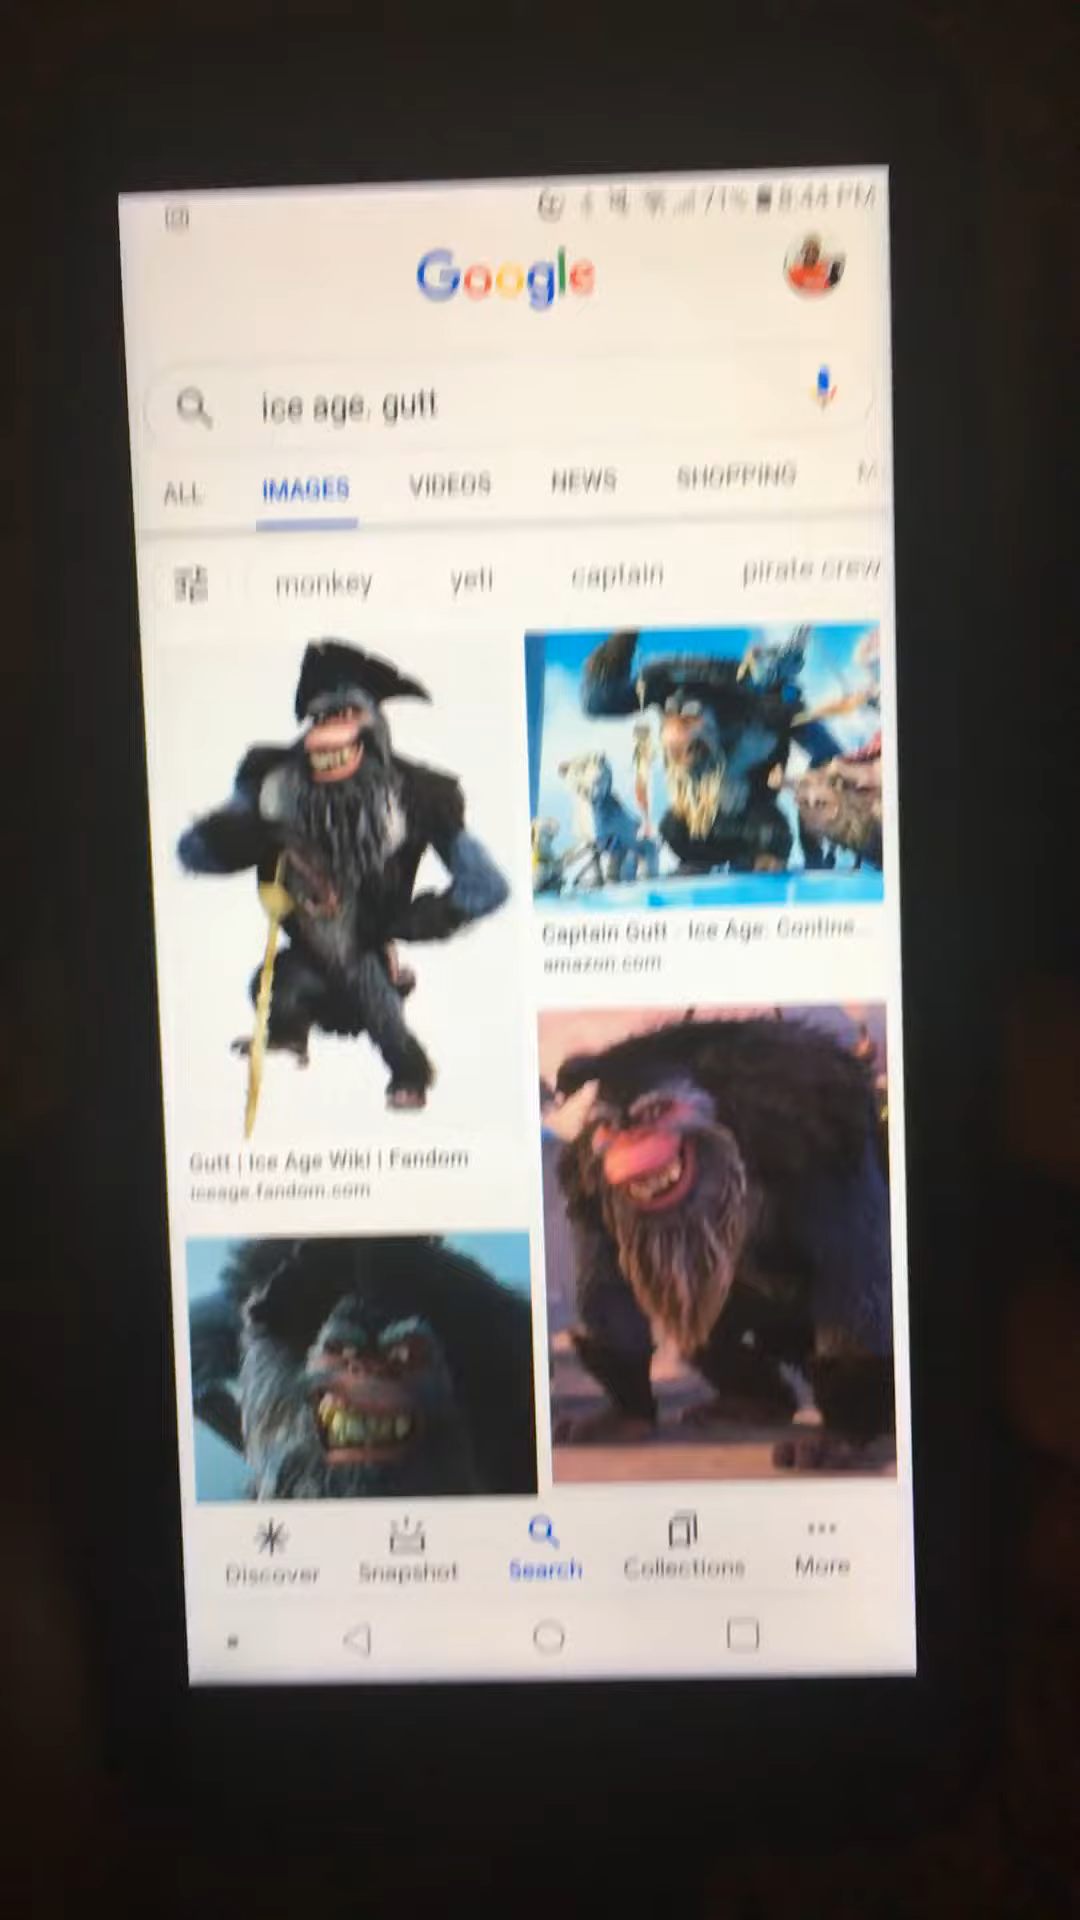 71% 8:44 PM
Google
ice age. gutt
ALL IMAGES VIDEOS NEWS SHOPPING
monkey yeti captain pirate crew
Captain Gutt - Ice Age: Contine...
amazon.com
Gutt | Ice Age Wiki | Fandom
iceage.fandom.com
Discover Snapshot Search Collections More